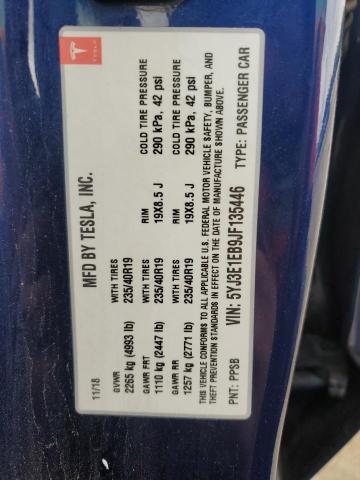 TESLA
MFD BY TESLA, INC.
11/18
GVWR WITH TIRES RIM COLD TIRE PRESSURE
2265 kg (4993 lb) 235/40R19 19X8.5 J 290 kPa, 42 psi
GAWR FRT WITH TIRES RIM COLD TIRE PRESSURE
1110 kg (2447 lb) 235/40R19 19X8.5 J 290 kPa, 42 psi
GAWR RR
1257 kg (2771 lb) 235/40R19
THIS VEHICLE CONFORMS TO ALL APPLICABLE U.S. FEDERAL MOTOR VEHICLE SAFETY, BUMPER, AND
THEFT PREVENTION STANDARDS IN EFFECT ON THE DATE OF MANUFACTURE SHOWN ABOVE.
VIN: 5YJ3E1EB9JF135446 TYPE: PASSENGER CAR
PNT: PPSB